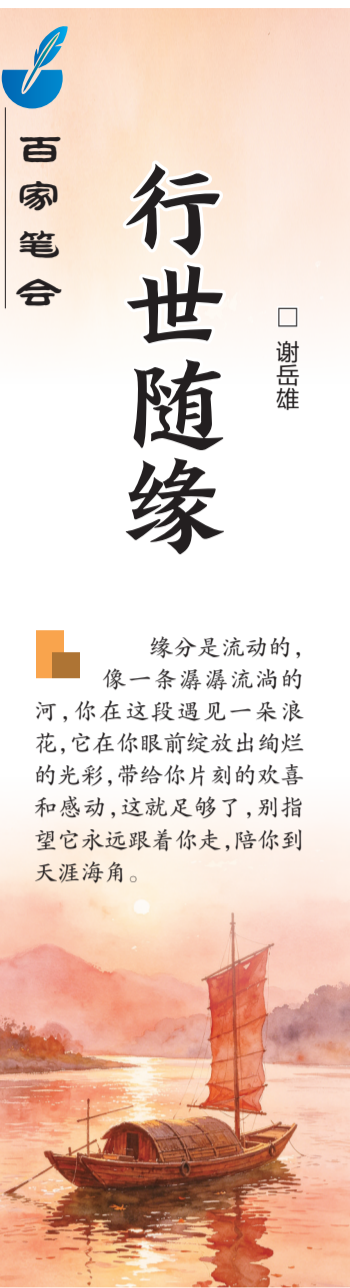 百家笔会
行世随缘
□ 谢岳雄
缘分是流动的，
像一条潺潺流淌的
河，你在这段遇见一朵浪
花，它在你眼前绽放出绚烂
的光彩，带给你片刻的欢喜
和感动，这就足够了，别指
望它永远跟着你走，陪你到
天涯海角。